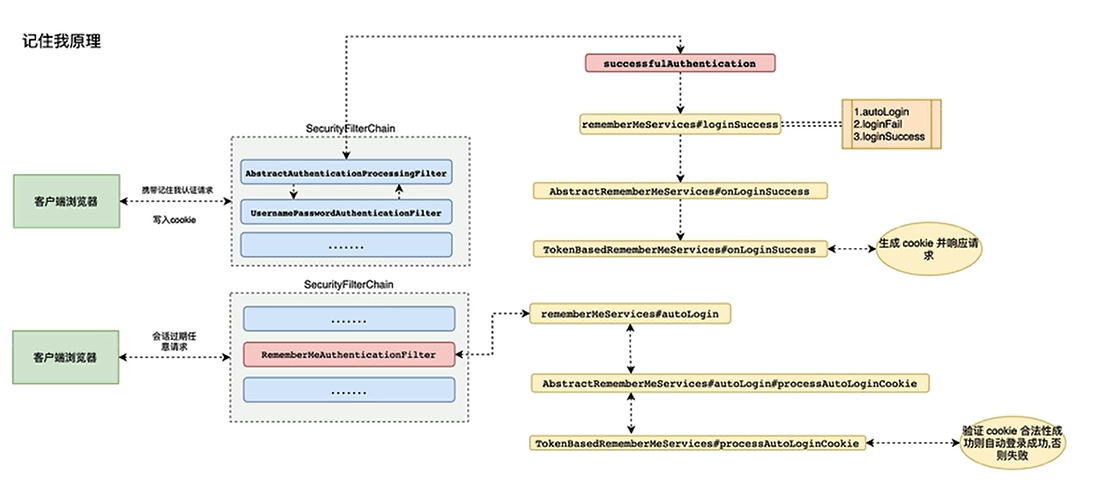 记住我原理
successfulAuthentication
rememberMeServices#loginSuccess
1.autoLogin
2.loginFail
3.loginSuccess
SecurityFilterChain
AbstractAuthenticationProcessingFilter
客户端浏览器
携带记住我认证请求
写入cookie
UsernamePasswordAuthenticationFilter
.......
AbstractRememberMeServices#onLoginSuccess
TokenBasedRememberMeServices#onLoginSuccess
生成 cookie 并响应请
求
SecurityFilterChain
.......
客户端浏览器
会话过期任
意请求
RememberMeAuthenticationFilter
.......
rememberMeServices#autoLogin
AbstractRememberMeServices#autoLogin#processAutoLoginCookie
TokenBasedRememberMeServices#processAutoLoginCookie
验证 cookie 合法性成
功则自动登录成功,否
则失败